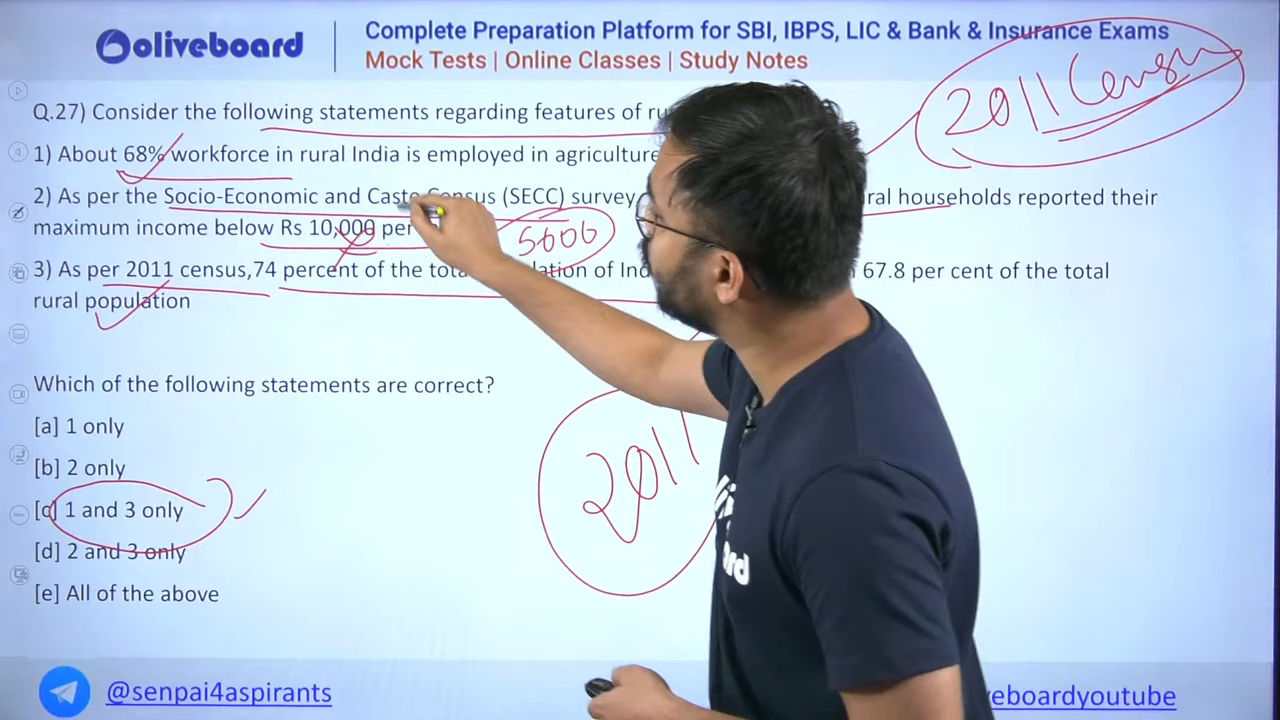 oliveboard
Complete Preparation Platform for SBI, IBPS, LIC & Bank & Insurance Exams
Mock Tests | Online Classes | Study Notes
2011 Census
Q.27) Consider the following statements regarding features of
1) About 68% workforce in rural India is employed in agriculture
2) As per the Socio-Economic and Caste Census (SECC) survey households reported their
maximum income below Rs 10,000 per
5000
3) As per 2011 census,74 percent of the 67.8 per cent of the total
rural population
Which of the following statements are correct?
[a] 1 only
[b] 2 only
[c] 1 and 3 only
[d] 2 and 3 only
[e] All of the above
2011
@senpai4aspirants